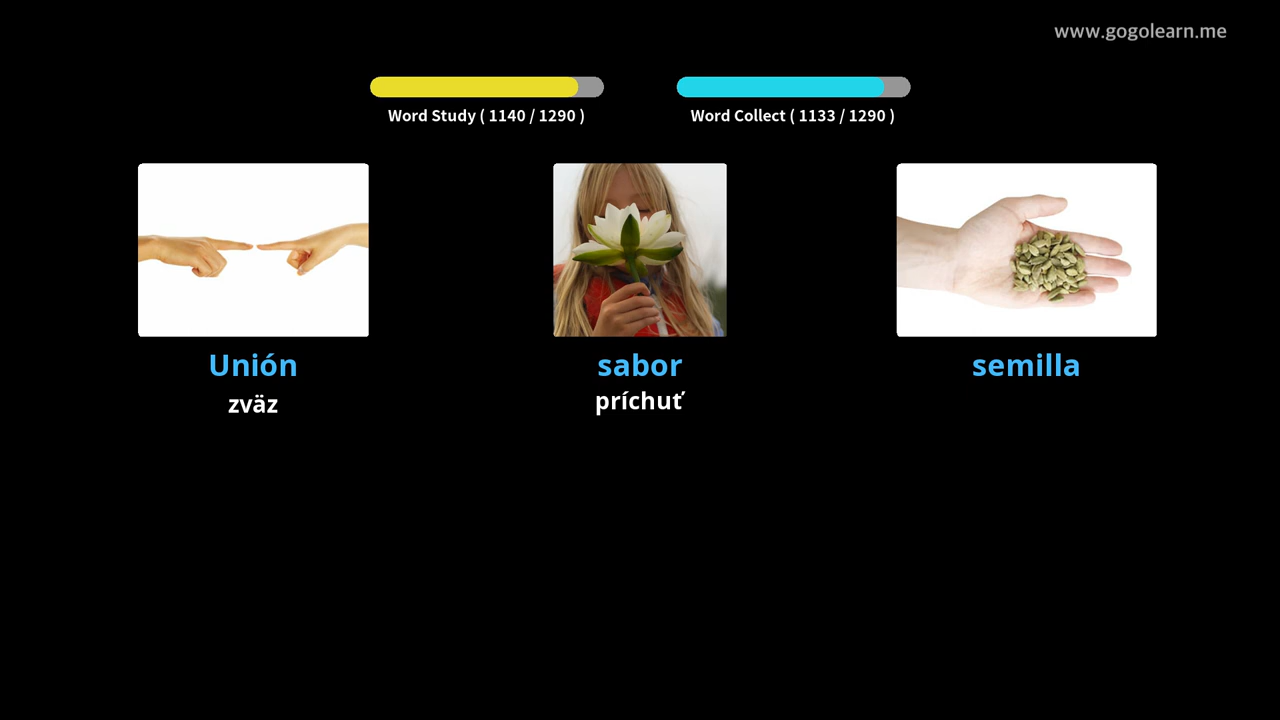 www.gogolearn.me
Word Study ( 1140 / 1290 )
Word Collect ( 1133 / 1290 )
Unión
sabor
semilla
zväz
príchuť